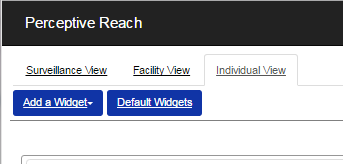 Perceptive Reach
Surveillance View Facility View Individual View
Add a Widget Default Widgets